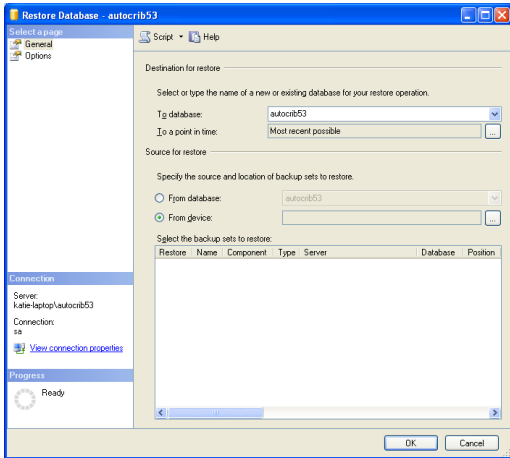 Restore Database - autocrib53
Select a page
General
Options
Script
Help
Destination for restore
Select or type the name of a new or existing database for your restore operation.
To database:
autocrib53
To a point in time:
Most recent possible
...
Source for restore
Specify the source and location of backup sets to restore.
From database:
autocrib53
From device:
...
Select the backup sets to restore:
Restore Name Component Type Server Database Position
Connection
Server:
katie-laptop\autocrib53
Connection:
sa
View connection properties
Progress
Ready
OK
Cancel